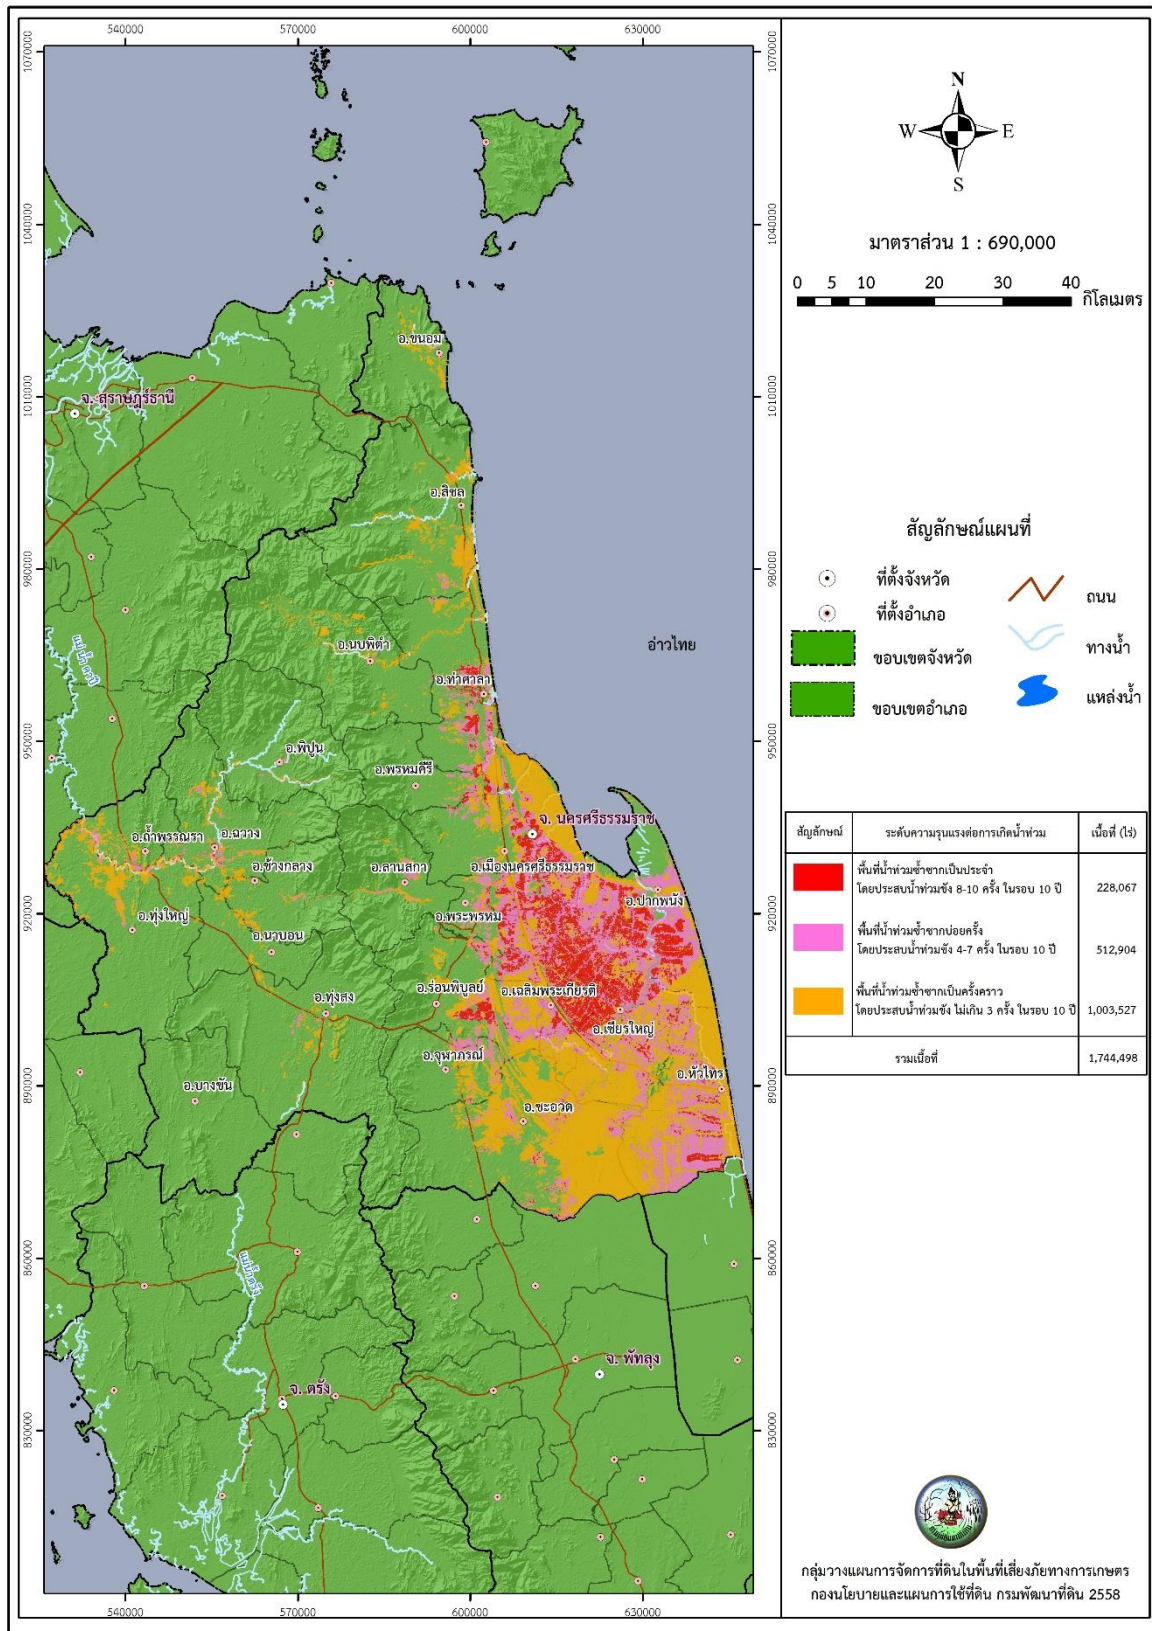 540000
570000
600000
630000
1070000
1040000
1010000
980000
950000
920000
890000
860000
830000
1070000
1040000
1010000
980000
950000
920000
890000
860000
830000
540000
570000
600000
630000
อ.ขนอม
จ. สุราษฎร์ธานี
อ.สิชล
อ.นบพิตำ
อ่าวไทย
แม่น้ำตาปี
อ.ท่าศาลา
อ.พิปูน
อ.พรหมคีรี
จ. นครศรีธรรมราช
อ.ถ้ำพรรณรา
อ.ฉวาง
อ.ช้างกลาง
อ.ลานสกา
อ.เมืองนครศรีธรรมราช
อ.ปากพนัง
อ.ทุ่งใหญ่
อ.พระพรหม
อ.นาบอน
อ.ร่อนพิบูลย์
อ.เฉลิมพระเกียรติ
อ.ทุ่งสง
อ.เชียรใหญ่
อ.จุฬาภรณ์
อ.หัวไทร
อ.บางขัน
อ.ชะอวด
แม่น้ำตรัง
จ. พัทลุง
จ. ตรัง
N
W
E
S
มาตราส่วน 1 : 690,000
0 5 10 20 30 40
กิโลเมตร
สัญลักษณ์แผนที่
ที่ตั้งจังหวัด
ถนน
ที่ตั้งอำเภอ
ขอบเขตจังหวัด
ทางน้ำ
ขอบเขตอำเภอ
แหล่งน้ำ
สัญลักษณ์ ระดับความรุนแรงต่อการเกิดน้ำท่วม เนื้อที่ (ไร่)
พื้นที่น้ำท่วมซ้ำซากเป็นประจำ
โดยประสบน้ำท่วมขัง 8-10 ครั้ง ในรอบ 10 ปี 228,067
พื้นที่น้ำท่วมซ้ำซากบ่อยครั้ง
โดยประสบน้ำท่วมขัง 4-7 ครั้ง ในรอบ 10 ปี 512,904
พื้นที่น้ำท่วมซ้ำซากเป็นครั้งคราว
โดยประสบน้ำท่วมขัง ไม่เกิน 3 ครั้ง ในรอบ 10 ปี 1,003,527
รวมเนื้อที่ 1,744,498
กลุ่มวางแผนการจัดการที่ดินในพื้นที่เสี่ยงภัยทางการเกษตร
กองนโยบายและแผนการใช้ที่ดิน กรมพัฒนาที่ดิน 2558